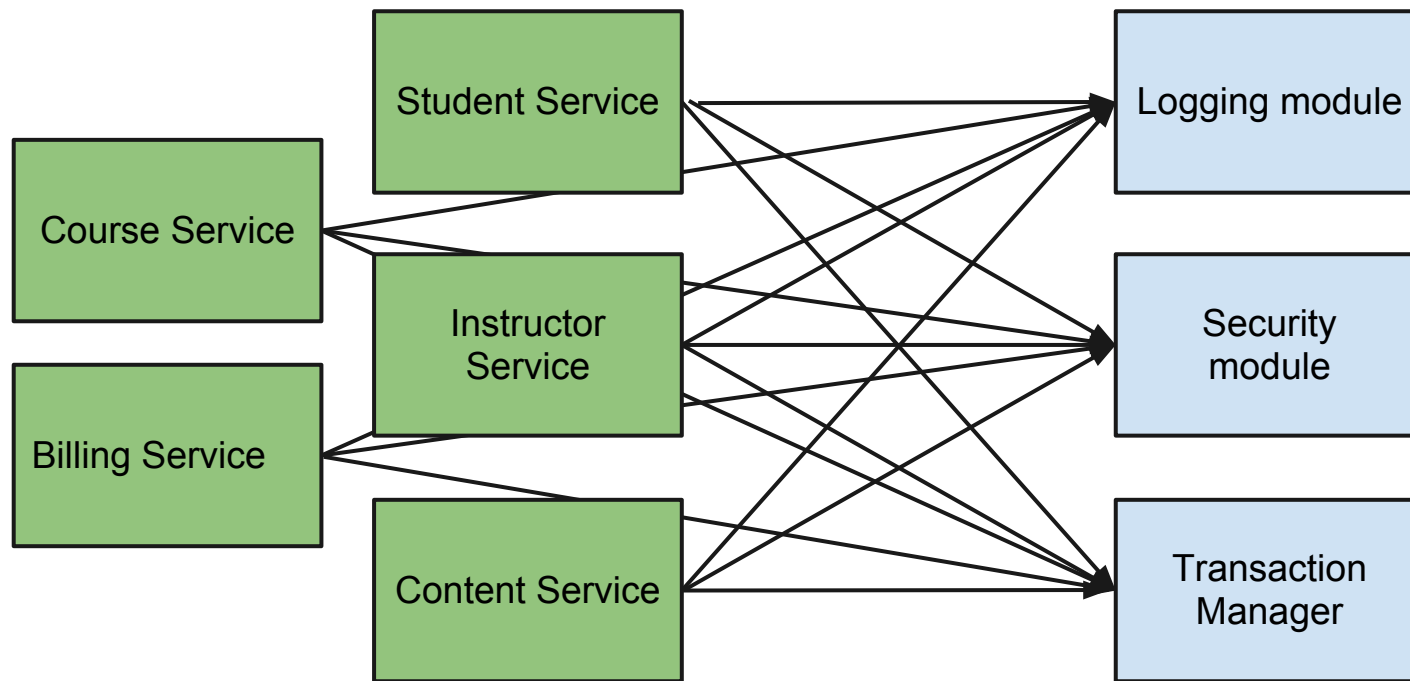 Student Service
Logging module
Course Service
Instructor
Service
Security
module
Billing Service
Content Service
Transaction
Manager